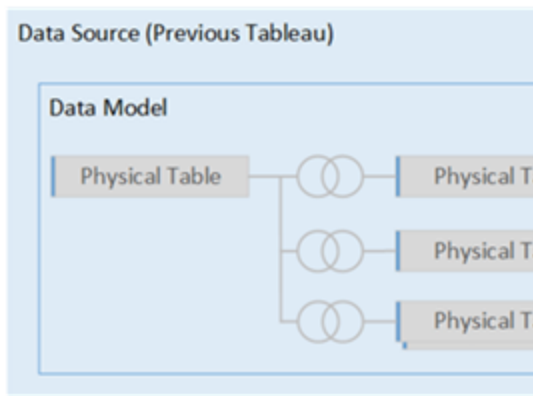 Data Source (Previous Tableau)
Data Model
Physical Table
Physical T
Physical T
Physical T